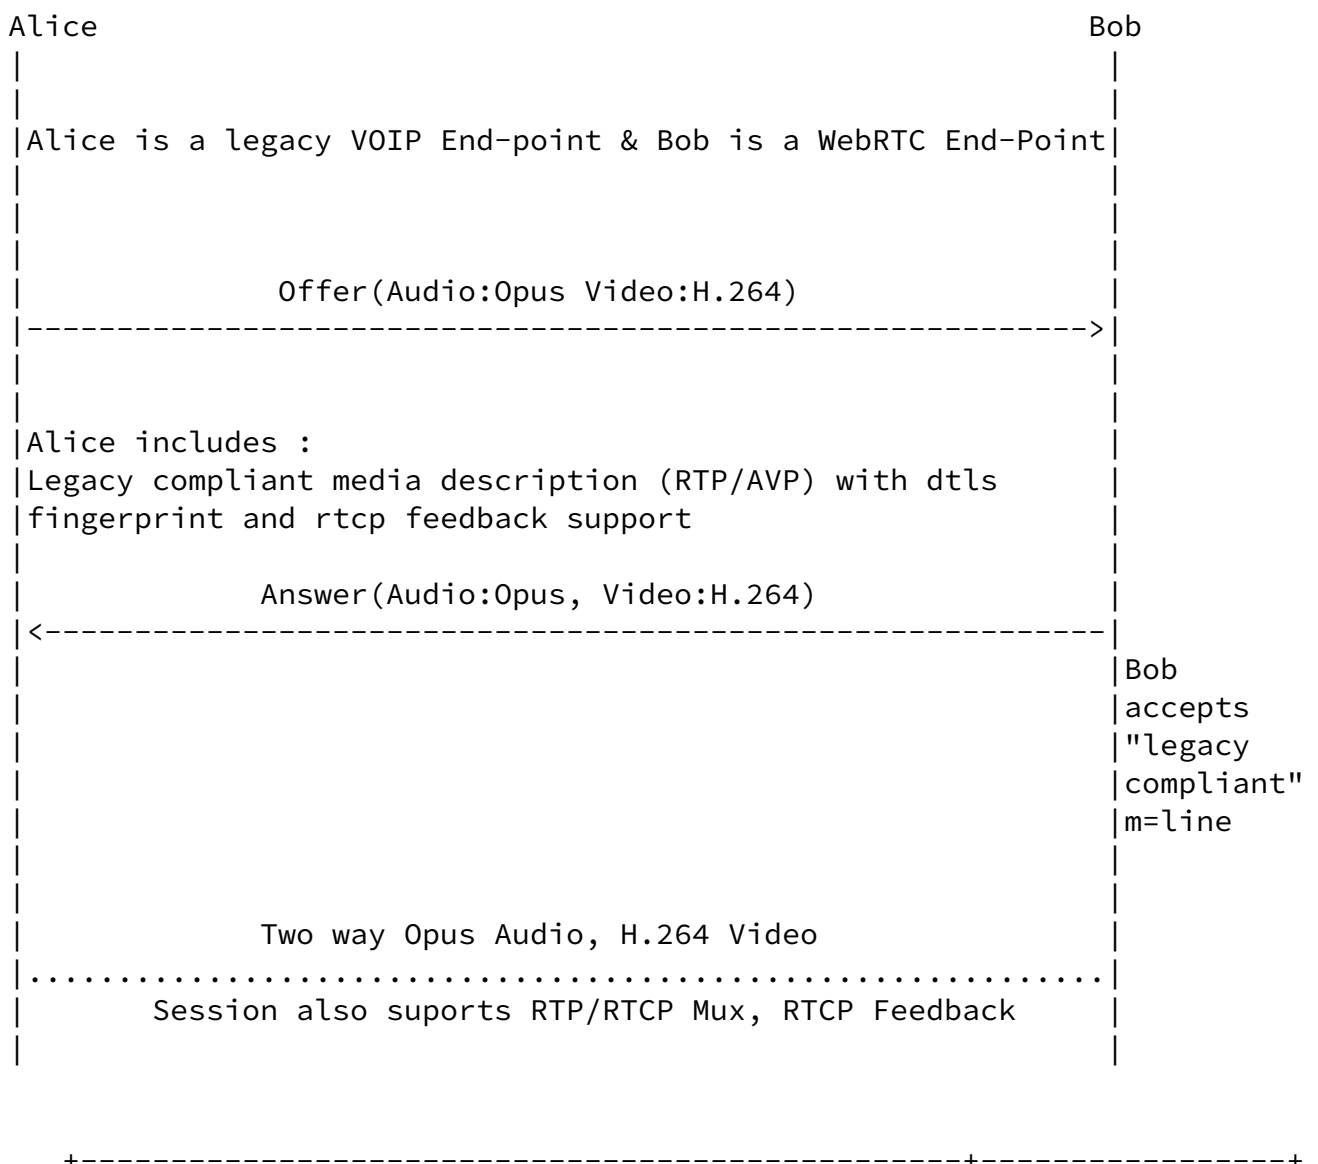 Alice Bob
Alice is a legacy VOIP End-point & Bob is a WebRTC End-Point
Offer(Audio:Opus Video:H.264)
Alice includes :
Legacy compliant media description (RTP/AVP) with dtls
fingerprint and rtcp feedback support
Answer(Audio:Opus, Video:H.264)
Bob
accepts
"legacy
compliant"
m=line
Two way Opus Audio, H.264 Video
Session also suports RTP/RTCP Mux, RTCP Feedback